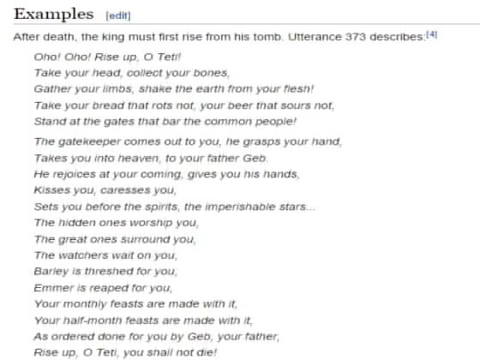 Examples [edit]
After death, the king must first rise from his tomb. Utterance 373 describes:[4]
Oho! Oho! Rise up, O Teti!
Take your head, collect your bones,
Gather your limbs, shake the earth from your flesh!
Take your bread that rots not, your beer that sours not,
Stand at the gates that bar the common people!
The gatekeeper comes out to you, he grasps your hand,
Takes you into heaven, to your father Geb.
He rejoices at your coming, gives you his hands,
Kisses you, caresses you,
Sets you before the spirits, the imperishable stars...
The hidden ones worship you,
The great ones surround you,
The watchers wait on you,
Barley is threshed for you,
Emmer is reaped for you,
Your monthly feasts are made with it,
Your half-month feasts are made with it,
As ordered done for you by Geb, your father,
Rise up, O Teti, you shall not die!